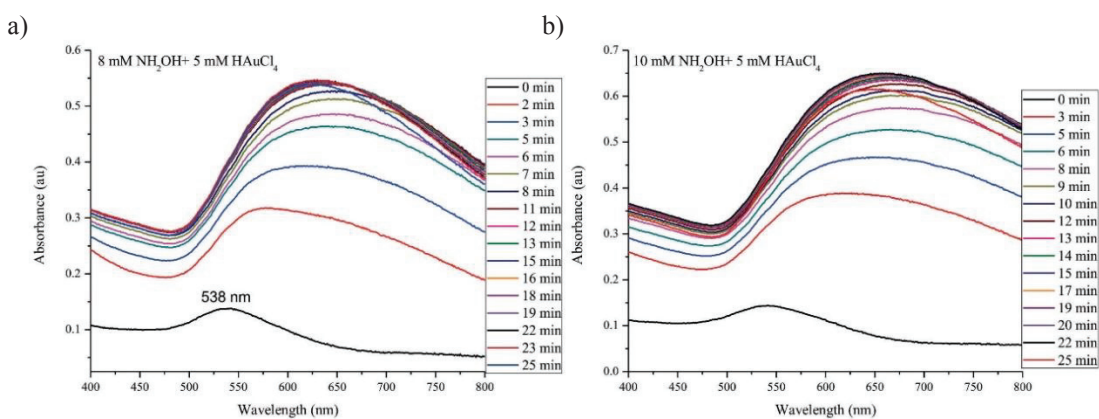 a)
8 mM NH₂OH+ 5 mM HAuCl₄
0.6
0.5
0.4
0.3
0.2
0.1
Absorbance (au)
538 nm
400 450 500 550 600 650 700 750 800
Wavelength (nm)
0 min
2 min
3 min
5 min
6 min
7 min
8 min
11 min
12 min
13 min
15 min
16 min
18 min
19 min
22 min
23 min
25 min
b)
10 mM NH₂OH+ 5 mM HAuCl₄
0.7
0.6
0.5
0.4
0.3
0.2
0.1
0.0
Absorbance (au)
400 450 500 550 600 650 700 750 800
Wavelength (nm)
0 min
3 min
5 min
6 min
8 min
9 min
10 min
12 min
13 min
14 min
15 min
17 min
19 min
20 min
22 min
25 min